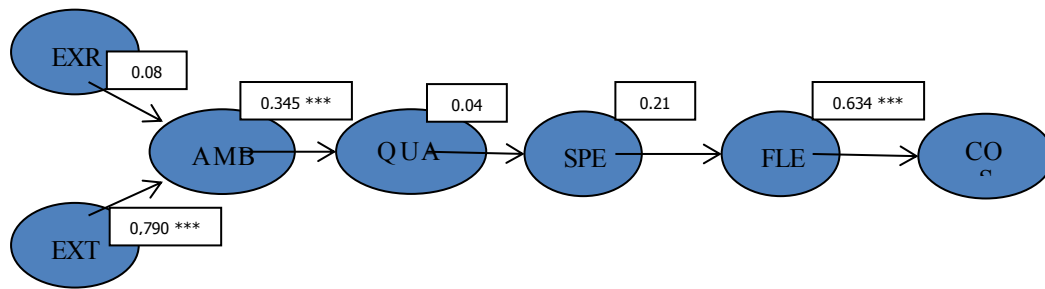 EXR
0.08
0.345 ***
0.04
0.21
0.634 ***
AMB
QUA
SPE
FLE
CO
S
EXT
0,790 ***